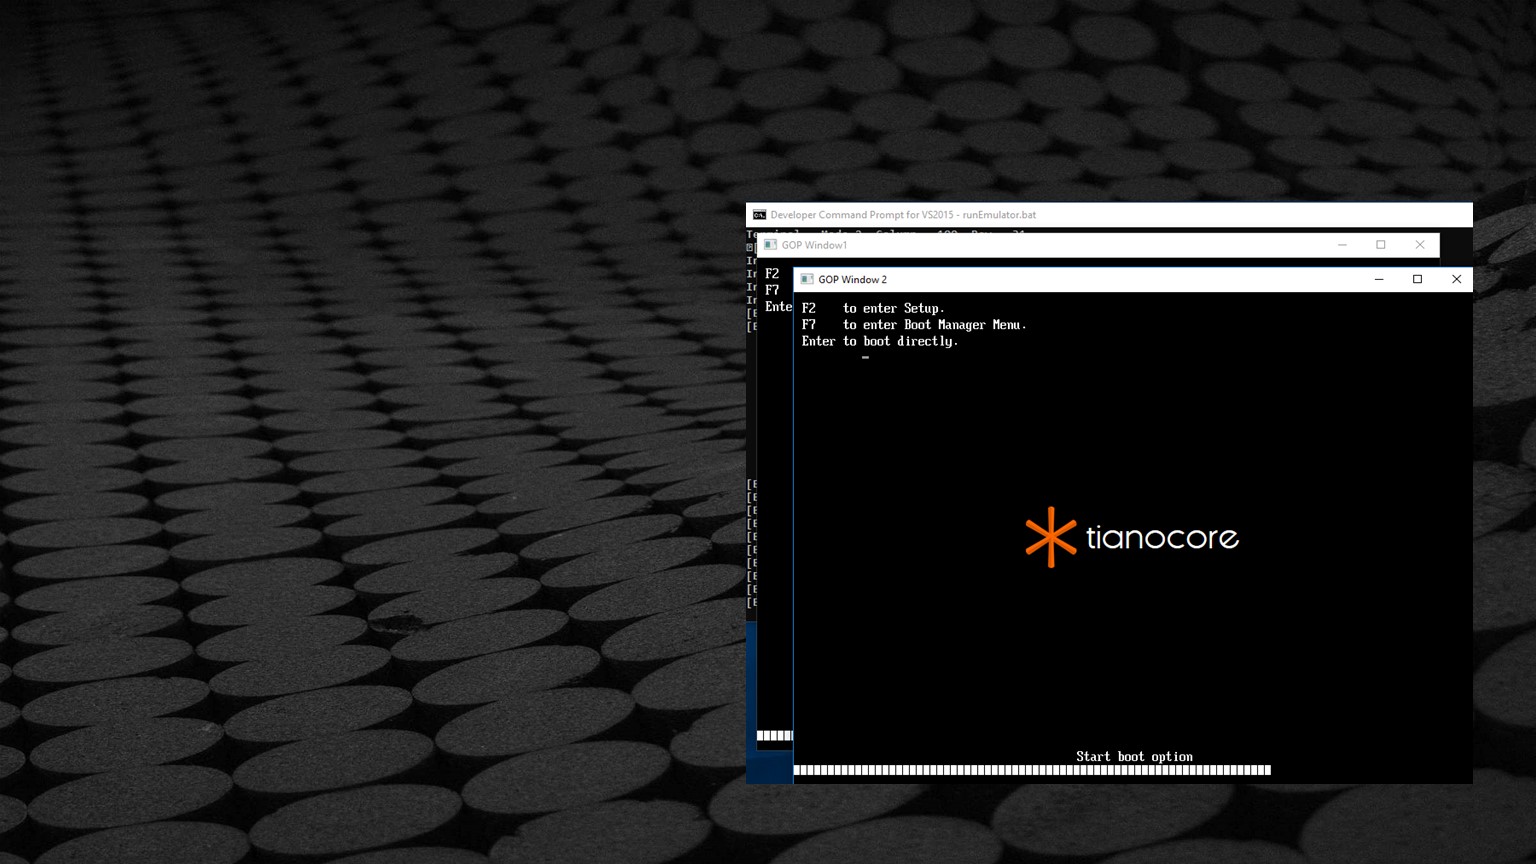 Developer Command Prompt for VS2015 - runEmulator.bat
GOP Window1
F2
F7
Ente
GOP Window 2
F2 to enter Setup.
F7 to enter Boot Manager Menu.
Enter to boot directly.
tianocore
Start boot option